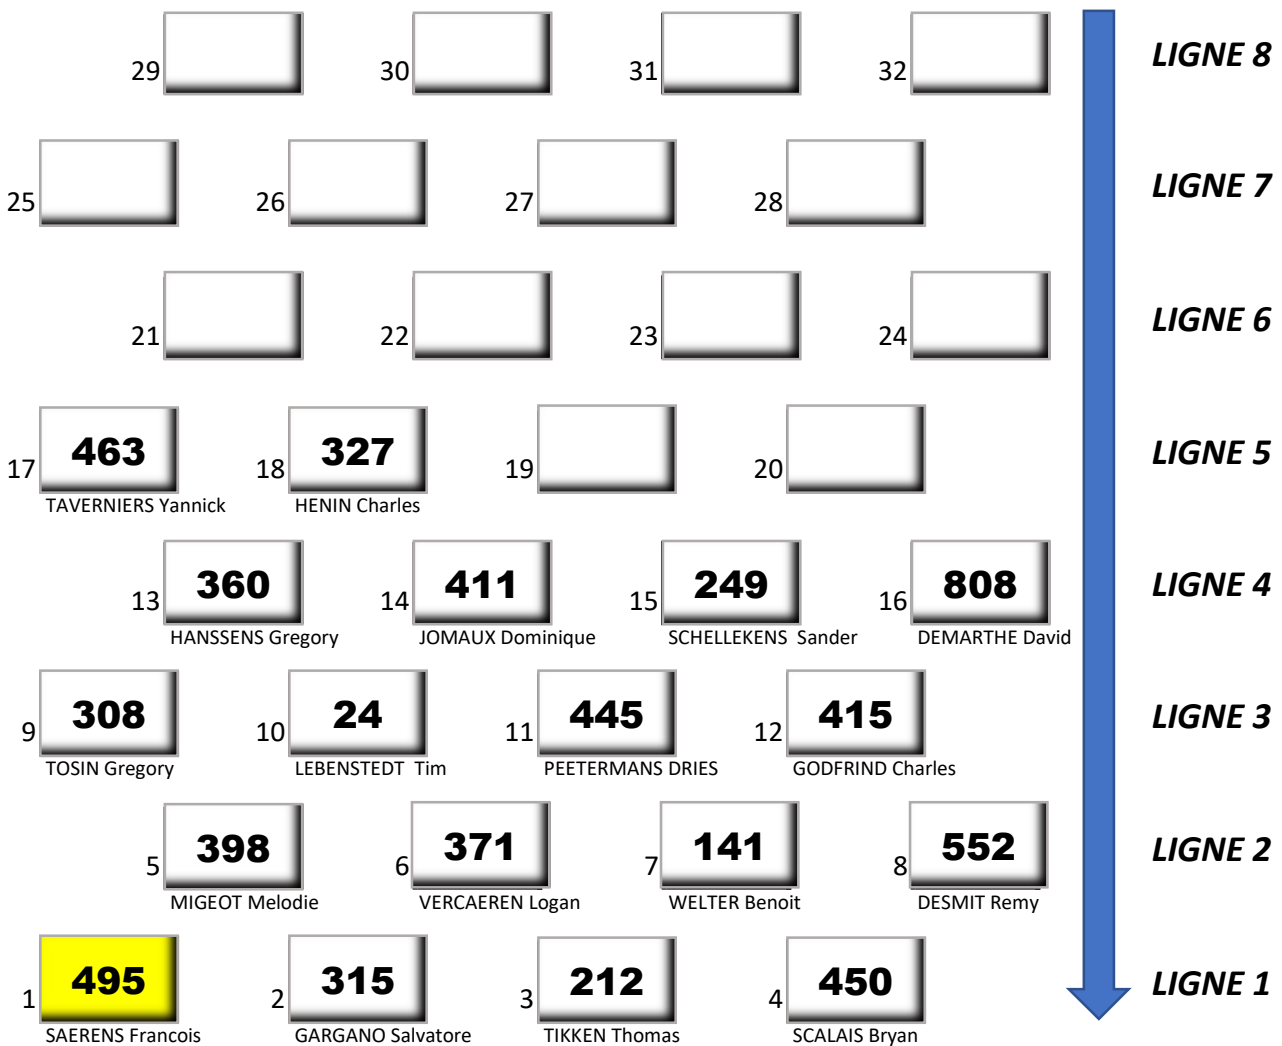 29 30 31 32 LIGNE 8
25 26 27 28 LIGNE 7
21 22 23 24 LIGNE 6
17 463 18 327 19 20 LIGNE 5
TAVERNIERS Yannick HENIN Charles
13 360 14 411 15 249 16 808 LIGNE 4
HANSSENS Gregory JOMAUX Dominique SCHELLEKENS Sander DEMARTHE David
9 308 10 24 11 445 12 415 LIGNE 3
TOSIN Gregory LEBENSTEDT Tim PEETERMANS DRIES GODFRIND Charles
5 398 6 371 7 141 8 552 LIGNE 2
MIGEOT Melodie VERCAEREN Logan WELTER Benoit DESMIT Remy
1 495 2 315 3 212 4 450 LIGNE 1
SAERENS Francois GARGANO Salvatore TIKKEN Thomas SCALAIS Bryan